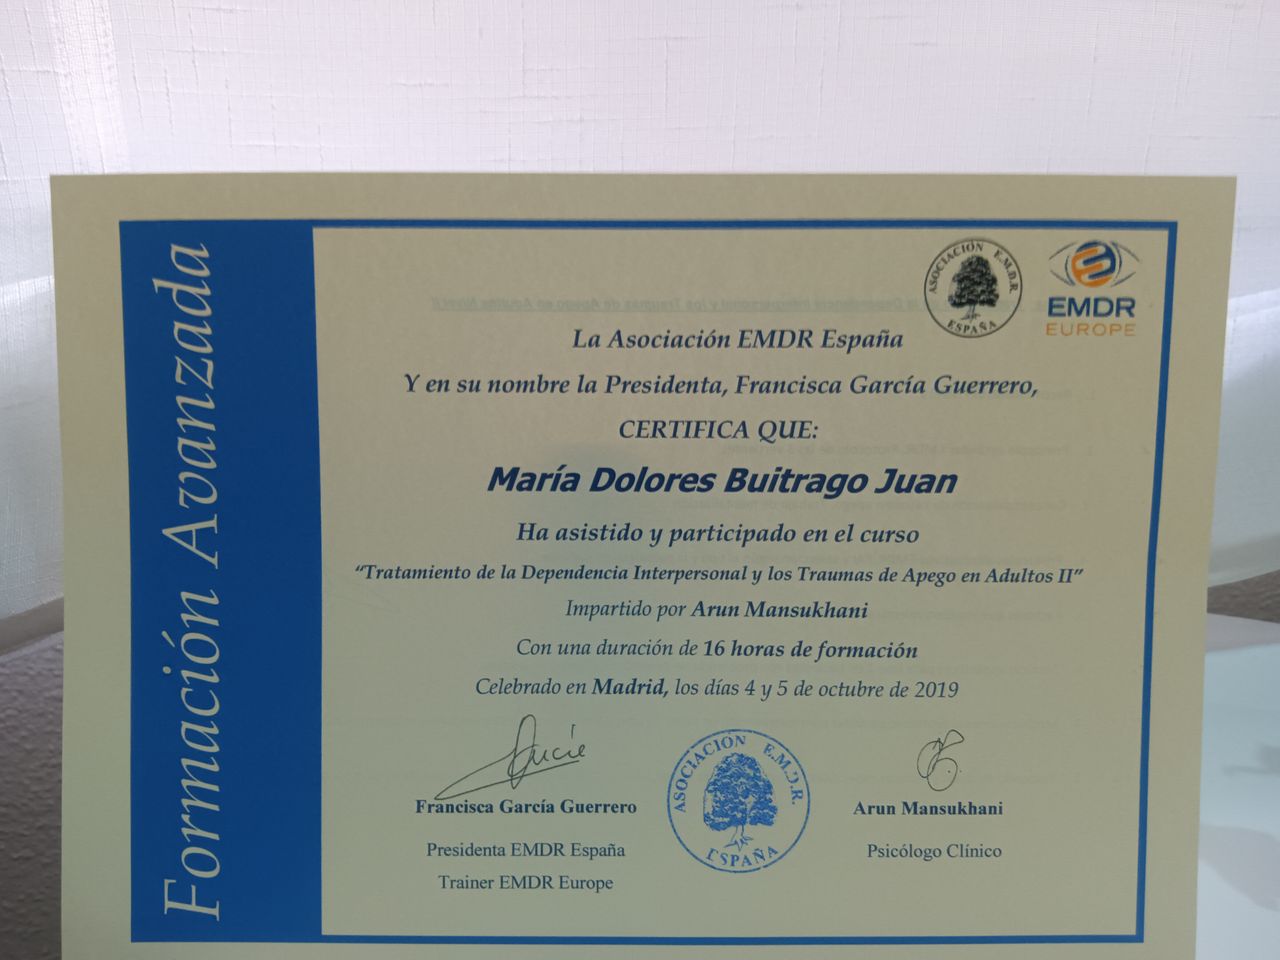 Formación Avanzada
ASOCIACIÓN E.M.D.R.
ESPAÑA
EMDR
EUROPE
La Asociación EMDR España
Y en su nombre la Presidenta, Francisca García Guerrero,
CERTIFICA QUE:
María Dolores Buitrago Juan
Ha asistido y participado en el curso
“Tratamiento de la Dependencia Interpersonal y los Traumas de Apego en Adultos II”
Impartido por Arun Mansukhani
Con una duración de 16 horas de formación
Celebrado en Madrid, los días 4 y 5 de octubre de 2019
Francisca García Guerrero
Presidenta EMDR España
Trainer EMDR Europe
ASOCIACIÓN E.M.D.R.
ESPAÑA
Arun Mansukhani
Psicólogo Clínico